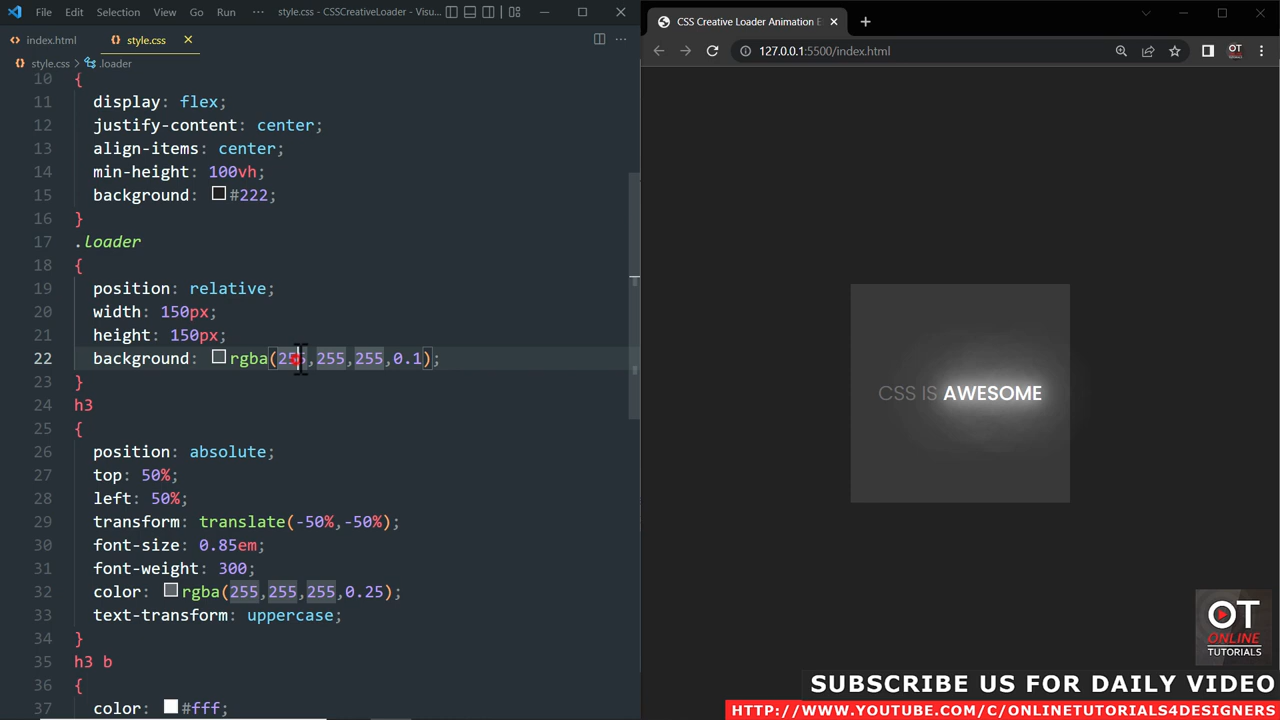 File Edit Selection View Go Run ··· style.css - CSSCreativeLoader - Visu...
index.html style.css
style.css > .loader
10 {
11 display: flex;
12 justify-content: center;
13 align-items: center;
14 min-height: 100vh;
15 background: #222;
16 }
17 .loader
18 {
19 position: relative;
20 width: 150px;
21 height: 150px;
22 background: rgba(255,255,255,0.1);
23 }
24 h3
25 {
26 position: absolute;
27 top: 50%;
28 left: 50%;
29 transform: translate(-50%,-50%);
30 font-size: 0.85em;
31 font-weight: 300;
32 color: rgba(255,255,255,0.25);
33 text-transform: uppercase;
34 }
35 h3 b
36 {
color: #fff;
CSS Creative Loader Animation E
127.0.0.1:5500/index.html
CSS IS AWESOME
OT
ONLINE
TUTORIALS
SUBSCRIBE US FOR DAILY VIDEO
HTTP://WWW.YOUTUBE.COM/C/ONLINETUTORIALS4DESIGNERS